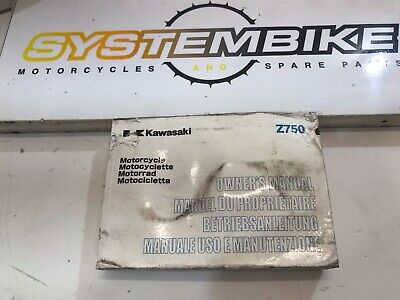 SYSTEMBIKE
MOTORCYCLES AND SPARE PARTS
Kawasaki
Z750
Motorcycle
Motocyclette
Motorrad
Motocicletta
OWNER'S MANUAL
MANUEL DU PROPRIÉTAIRE
BETRIEBSANLEITUNG
MANUALE USO E MANUTENZIONE